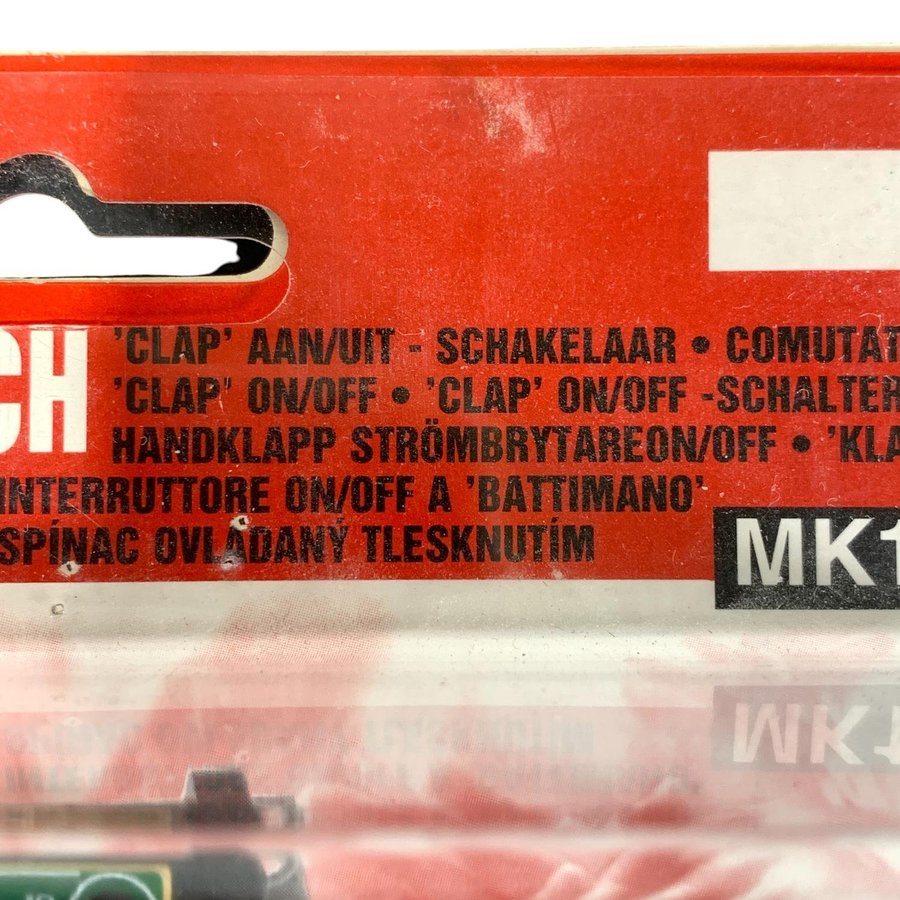 CH
'CLAP' AAN/UIT - SCHAKELAAR • COMUTAT
'CLAP' ON/OFF • 'CLAP' ON/OFF -SCHALTER
HANDKLAPP STRÖMBRYTAREON/OFF • 'KLA
INTERRUTTORE ON/OFF A 'BATTIMANO'
SPÍNAC OVLÁDANÝ TLESKNUTÍM
MK1